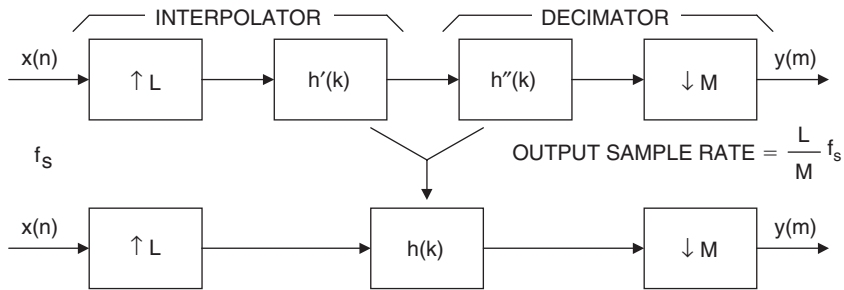 INTERPOLATOR DECIMATOR
x(n) ↑ L h′(k) h″(k) ↓ M y(m)
f_s
OUTPUT SAMPLE RATE = L/M f_s
x(n) ↑ L h(k) ↓ M y(m)